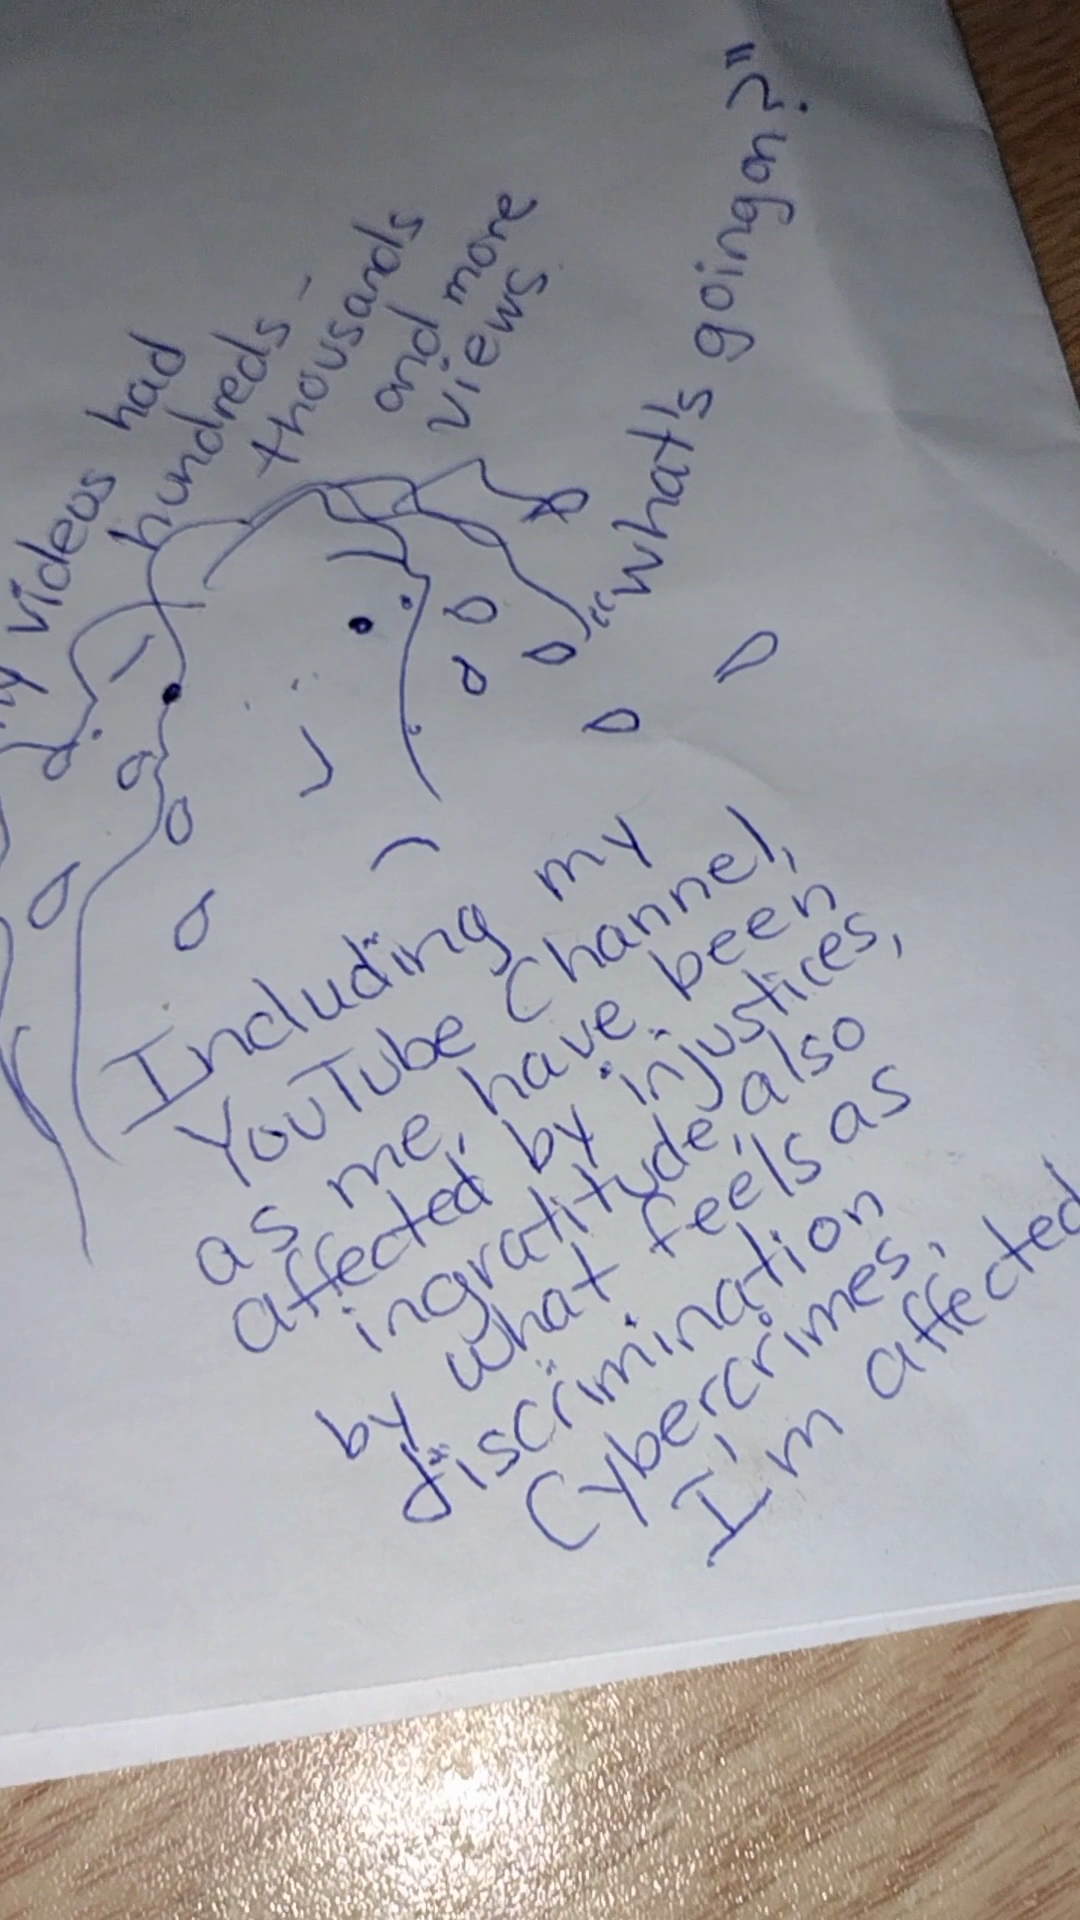 videos had
hundreds -
thousands
and more
views
"what's going on?"
Including my
YouTube Channel,
as me, have been
affected by injustices,
ingratitude, also
by what feels as
discrimination
Cybercrimes,
I'm affected